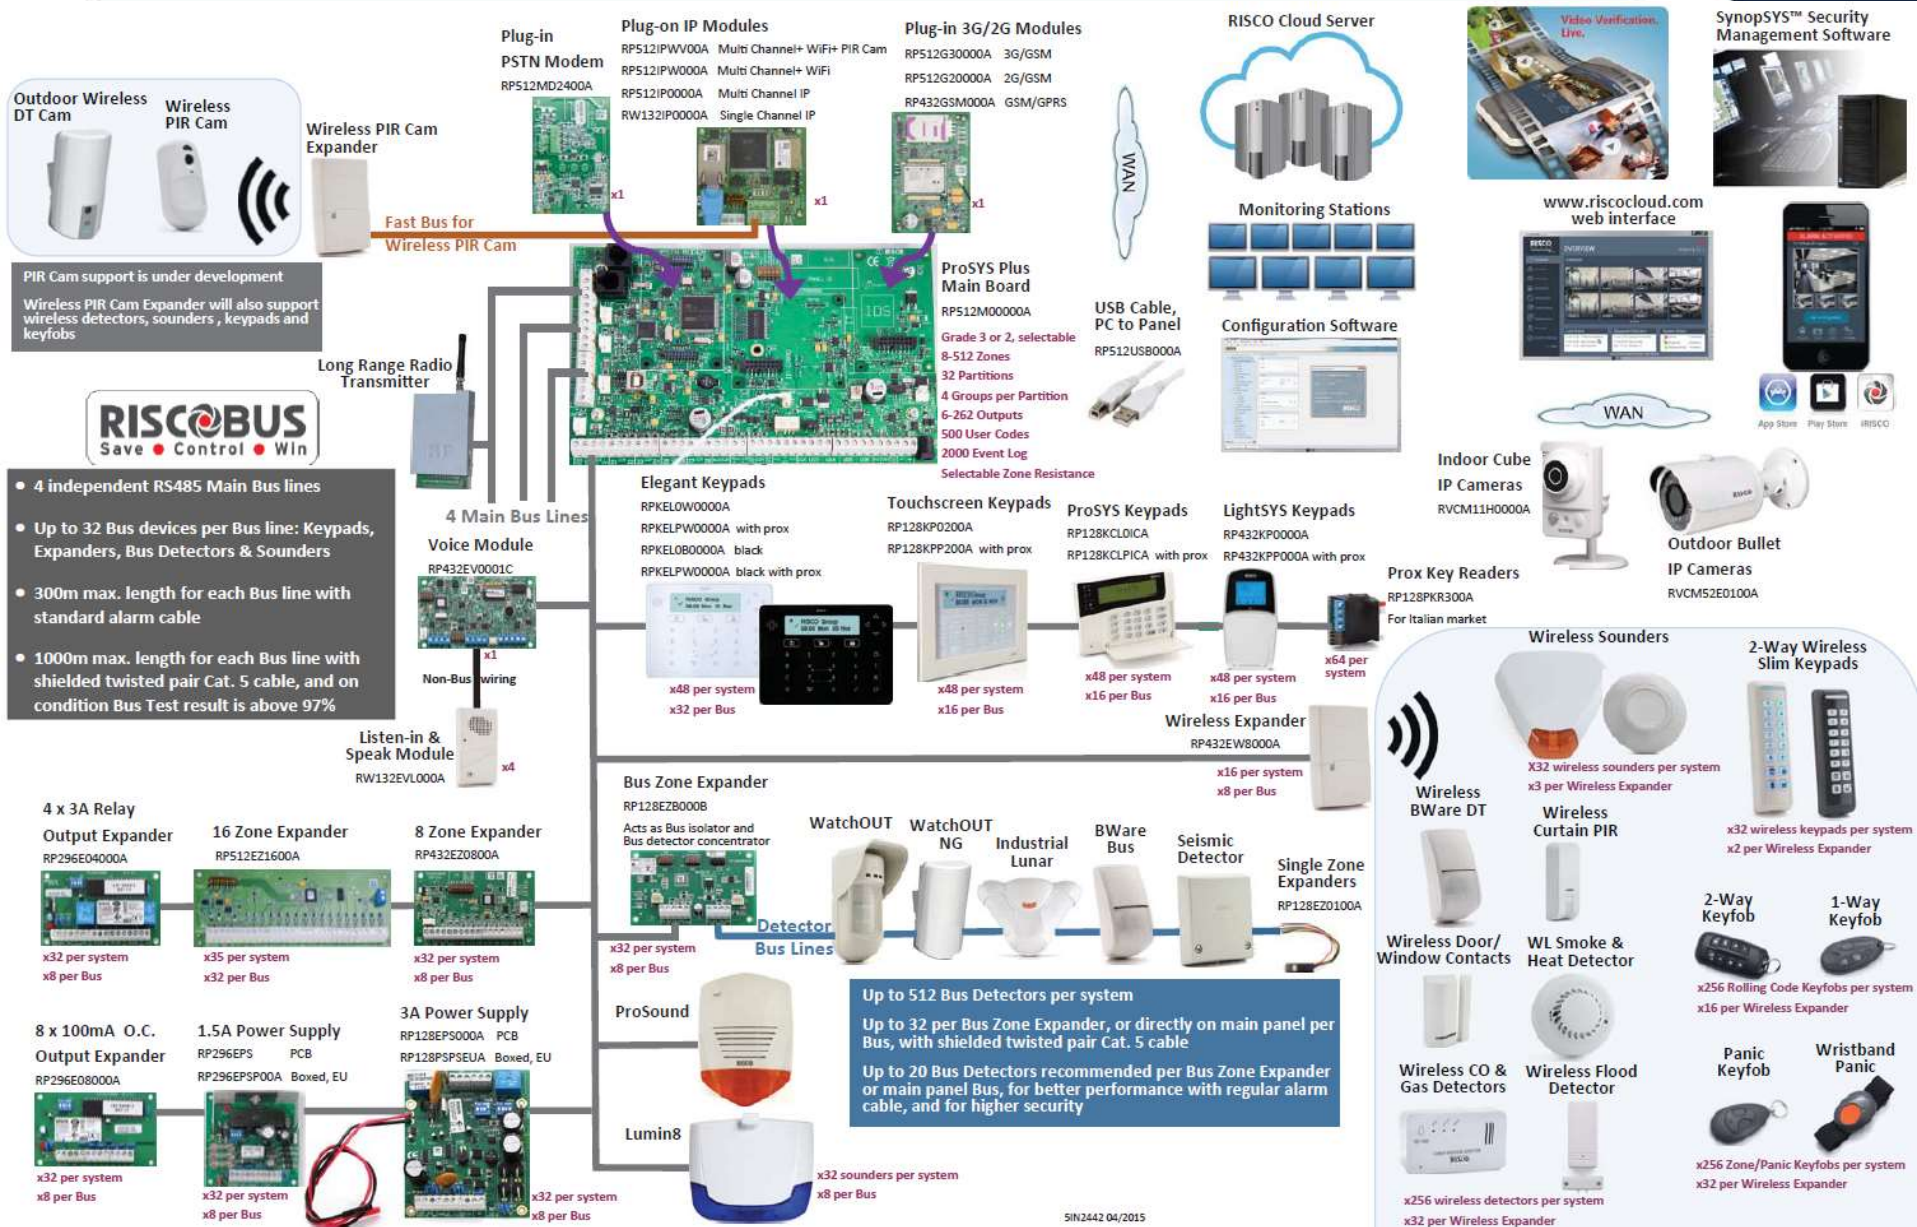 Plug-in
PSTN Modem
RP512MD2400A
x1
Plug-on IP Modules
RP512IPWV00A Multi Channel+ WiFi+ PIR Cam
RP512IPW000A Multi Channel+ WiFi
RP512IP0000A Multi Channel IP
RW132IP0000A Single Channel IP
x1
Plug-in 3G/2G Modules
RP512G30000A 3G/GSM
RP512G20000A 2G/GSM
RP432GSM000A GSM/GPRS
x1
RISCO Cloud Server
Video Verification.
Live.
SynopSYS™ Security
Management Software
Outdoor Wireless
DT Cam
Wireless
PIR Cam
Wireless PIR Cam
Expander
Fast Bus for
Wireless PIR Cam
PIR Cam support is under development
Wireless PIR Cam Expander will also support
wireless detectors, sounders , keypads and
keyfobs
WAN
Monitoring Stations
www.riscocloud.com
web interface
RISCO
OVERVIEW
ProSYS Plus
Main Board
RP512M00000A
Grade 3 or 2, selectable
8-512 Zones
32 Partitions
4 Groups per Partition
6-262 Outputs
500 User Codes
2000 Event Log
Selectable Zone Resistance
IDS
USB Cable,
PC to Panel
RP512USB000A
Configuration Software
WAN
App Store
Play Store
iRISCO
Long Range Radio
Transmitter
RISCOBUS
Save • Control • Win
• 4 independent RS485 Main Bus lines
• Up to 32 Bus devices per Bus line: Keypads,
Expanders, Bus Detectors & Sounders
• 300m max. length for each Bus line with
standard alarm cable
• 1000m max. length for each Bus line with
shielded twisted pair Cat. 5 cable, and on
condition Bus Test result is above 97%
4 Main Bus Lines
Voice Module
RP432EV0001C
x1
Non-Bus wiring
Listen-in &
Speak Module
RW132EVL000A
x4
Elegant Keypads
RPKEL0W0000A
RPKELPW0000A with prox
RPKEL0B0000A black
RPKELPW0000A black with prox
x48 per system
x32 per Bus
Touchscreen Keypads
RP128KP0200A
RP128KPP200A with prox
x48 per system
x16 per Bus
ProSYS Keypads
RP128KCL0ICA
RP128KCLPICA with prox
x48 per system
x16 per Bus
LightSYS Keypads
RP432KP0000A
RP432KPP000A with prox
x48 per system
x16 per Bus
Prox Key Readers
RP128PKR300A
For Italian market
x64 per
system
Indoor Cube
IP Cameras
RVCM11H0000A
Outdoor Bullet
IP Cameras
RVCM52E0100A
Wireless Expander
RP432EW8000A
x16 per system
x8 per Bus
Wireless Sounders
X32 wireless sounders per system
x3 per Wireless Expander
2-Way Wireless
Slim Keypads
x32 wireless keypads per system
x2 per Wireless Expander
Wireless
BWare DT
Wireless
Curtain PIR
2-Way
Keyfob
1-Way
Keyfob
x256 Rolling Code Keyfobs per system
x16 per Wireless Expander
Wireless Door/
Window Contacts
WL Smoke &
Heat Detector
Wireless CO &
Gas Detectors
Wireless Flood
Detector
x256 wireless detectors per system
x32 per Wireless Expander
Panic
Keyfob
Wristband
Panic
x256 Zone/Panic Keyfobs per system
x32 per Wireless Expander
4 x 3A Relay
Output Expander
RP296E04000A
x32 per system
x8 per Bus
16 Zone Expander
RP512EZ1600A
x35 per system
x32 per Bus
8 Zone Expander
RP432EZ0800A
x32 per system
x8 per Bus
Bus Zone Expander
RP128EZB000B
Acts as Bus isolator and
Bus detector concentrator
x32 per system
x8 per Bus
Detector
Bus Lines
WatchOUT
WatchOUT
NG
Industrial
Lunar
BWare
Bus
Seismic
Detector
Single Zone
Expanders
RP128EZ0100A
8 x 100mA O.C.
Output Expander
RP296E08000A
x32 per system
x8 per Bus
1.5A Power Supply
RP296EPS PCB
RP296EPSP00A Boxed, EU
x32 per system
x8 per Bus
3A Power Supply
RP128EPS000A PCB
RP128PSPSEUA Boxed, EU
x32 per system
x8 per Bus
ProSound
Lumin8
x32 sounders per system
x8 per Bus
Up to 512 Bus Detectors per system
Up to 32 per Bus Zone Expander, or directly on main panel per
Bus, with shielded twisted pair Cat. 5 cable
Up to 20 Bus Detectors recommended per Bus Zone Expander
or main panel Bus, for better performance with regular alarm
cable, and for higher security
5IN2442 04/2015